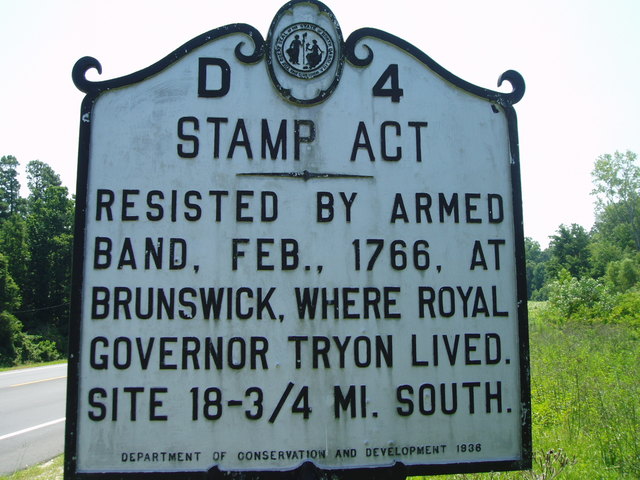 D 4
STAMP ACT
RESISTED BY ARMED
BAND, FEB., 1766, AT
BRUNSWICK, WHERE ROYAL
GOVERNOR TRYON LIVED.
SITE 18-3/4 MI. SOUTH.
DEPARTMENT OF CONSERVATION AND DEVELOPMENT 1936